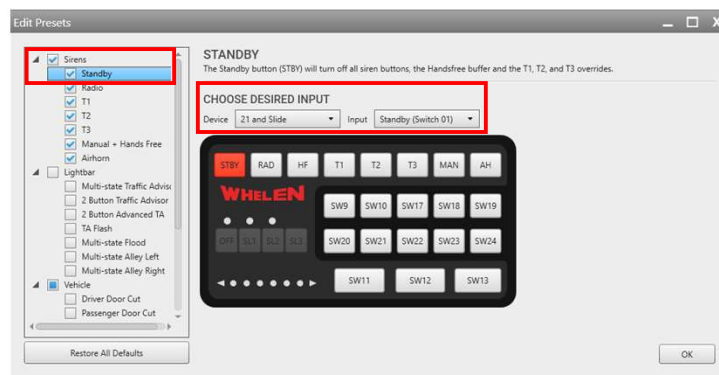 Edit Presets
Sirens
Standby
Radio
T1
T2
T3
Manual + Hands Free
Airhorn
Lightbar
Multi-state Traffic Adviso
2 Button Traffic Advisor
2 Button Advanced TA
TA Flash
Multi-state Flood
Multi-state Alley Left
Multi-state Alley Right
Vehicle
Driver Door Cut
Passenger Door Cut
Restore All Defaults
STANDBY
The Standby button (STBY) will turn off all siren buttons, the Handsfree buffer and the T1, T2, and T3 overrides.
CHOOSE DESIRED INPUT
Device 21 and Slide Input Standby (Switch 01)
STBY RAD HF T1 T2 T3 MAN AH
WHELEN
SW9 SW10 SW17 SW18 SW19
OFF SL1 SL2 SL3 SW20 SW21 SW22 SW23 SW24
SW11 SW12 SW13
OK